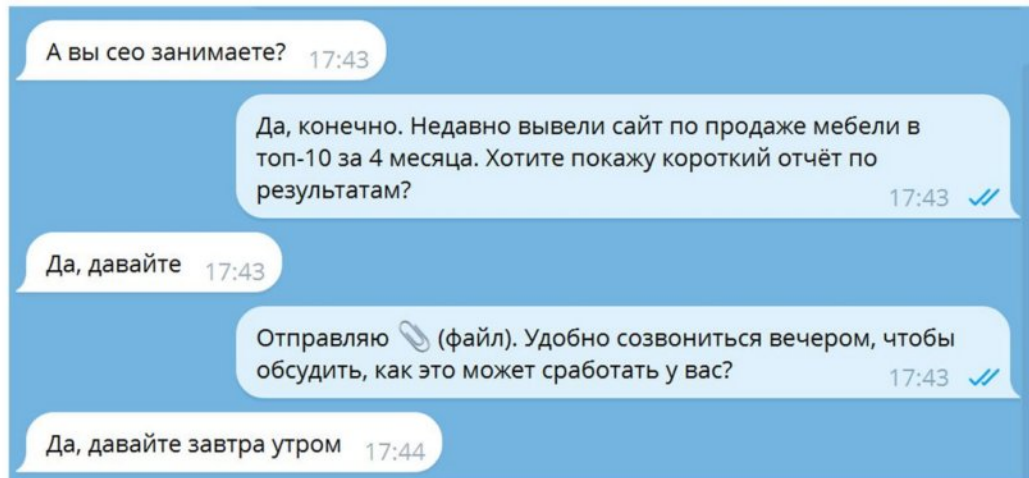 А вы сео занимаете? 17:43
Да, конечно. Недавно вывели сайт по продаже мебели в
топ-10 за 4 месяца. Хотите покажу короткий отчёт по
результатам? 17:43
Да, давайте 17:43
Отправляю 📎 (файл). Удобно созвониться вечером, чтобы
обсудить, как это может сработать у вас? 17:43
Да, давайте завтра утром 17:44